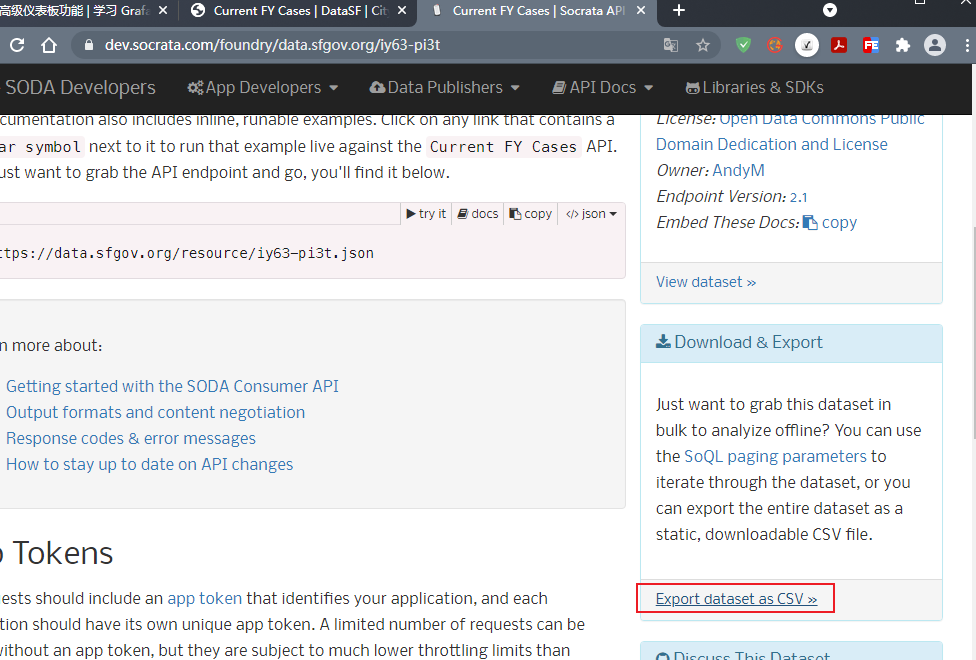 高级仪表板功能 | 学习 Grafa
Current FY Cases | DataSF | Cit
Current FY Cases | Socrata API
dev.socrata.com/foundry/data.sfgov.org/iy63-pi3t
SODA Developers
App Developers
Data Publishers
API Docs
Libraries & SDKs
ocumentation also includes inline, runable examples. Click on any link that contains a
ar symbol next to it to run that example live against the Current FY Cases API.
ust want to grab the API endpoint and go, you'll find it below.
try it
docs
copy
json
ttps://data.sfgov.org/resource/iy63-pi3t.json
n more about:
Getting started with the SODA Consumer API
Output formats and content negotiation
Response codes & error messages
How to stay up to date on API changes
p Tokens
ests should include an app token that identifies your application, and each
tion should have its own unique app token. A limited number of requests can be
vithout an app token, but they are subject to much lower throttling limits than
License: Open Data Commons Public
Domain Dedication and License
Owner: AndyM
Endpoint Version: 2.1
Embed These Docs: copy
View dataset »
Download & Export
Just want to grab this dataset in
bulk to analyize offline? You can use
the SoQL paging parameters to
iterate through the dataset, or you
can export the entire dataset as a
static, downloadable CSV file.
Export dataset as CSV »
Discuss This Dataset